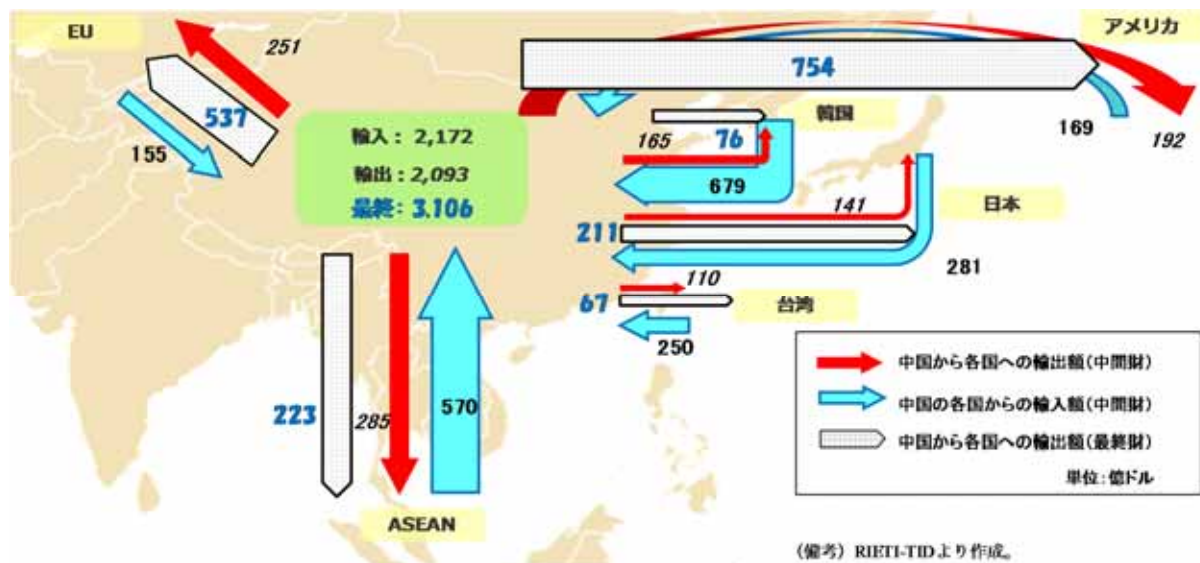 EU
251
アメリカ
754
537
輸入: 2,172
輸出: 2,093
最終: 3.106
155
165
76
韓国
169
192
679
141
日本
211
281
110
67
台湾
250
223
285
570
ASEAN
中国から各国への輸出額(中間財)
中国の各国からの輸入額(中間財)
中国から各国への輸出額(最終財)
単位:億ドル
(備考) RIETI-TIDより作成。